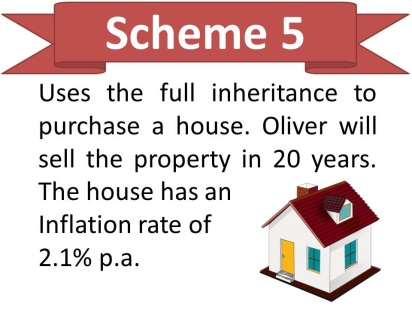 Scheme 5
Uses the full inheritance to
purchase a house. Oliver will
sell the property in 20 years.
The house has an
Inflation rate of
2.1% p.a.